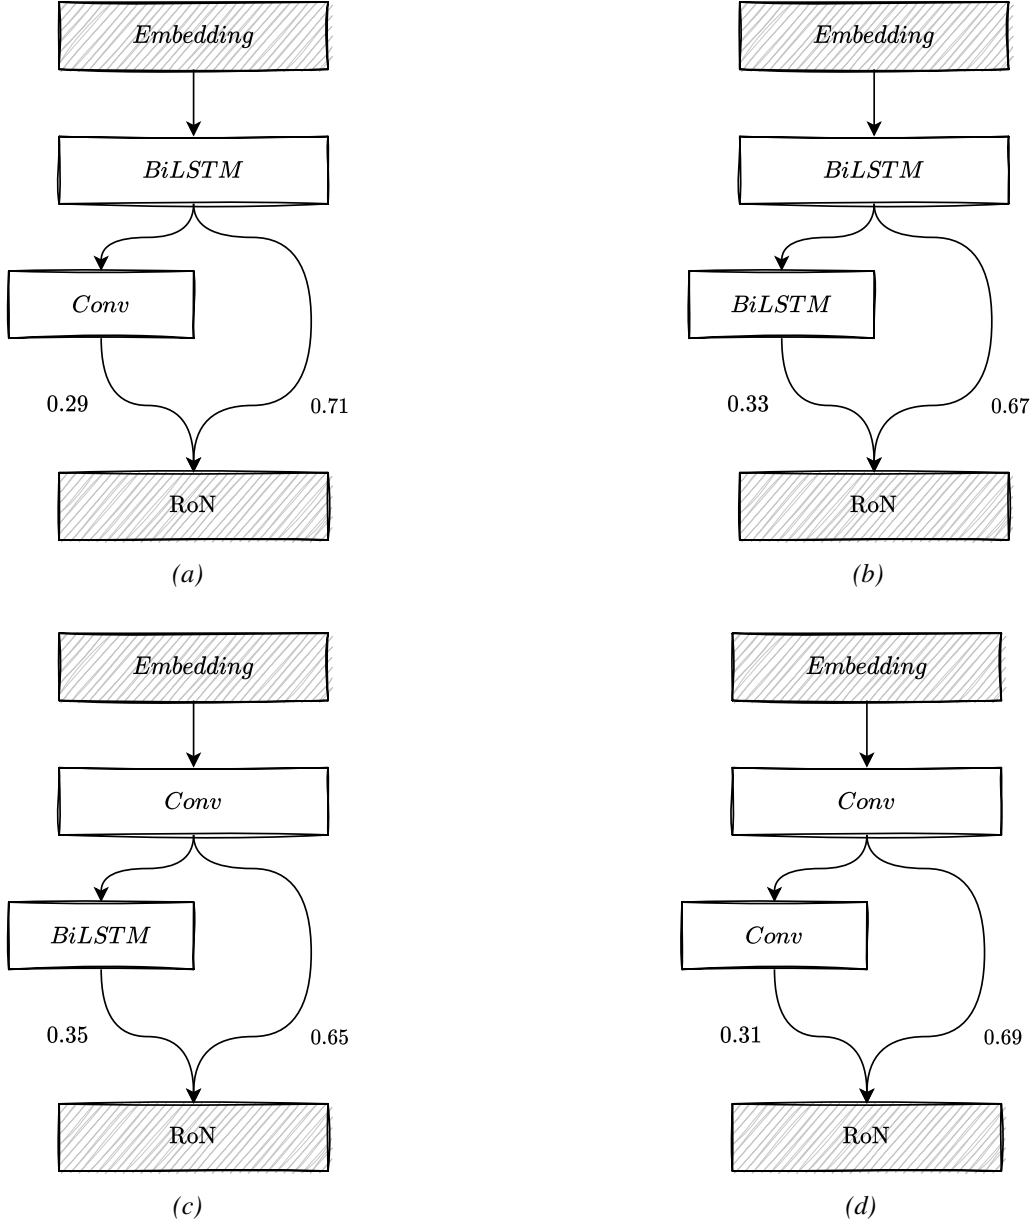 Embedding
BiLSTM
Conv
0.29
0.71
RoN
(a)
Embedding
BiLSTM
BiLSTM
0.33
0.67
RoN
(b)
Embedding
Conv
BiLSTM
0.35
0.65
RoN
(c)
Embedding
Conv
Conv
0.31
0.69
RoN
(d)